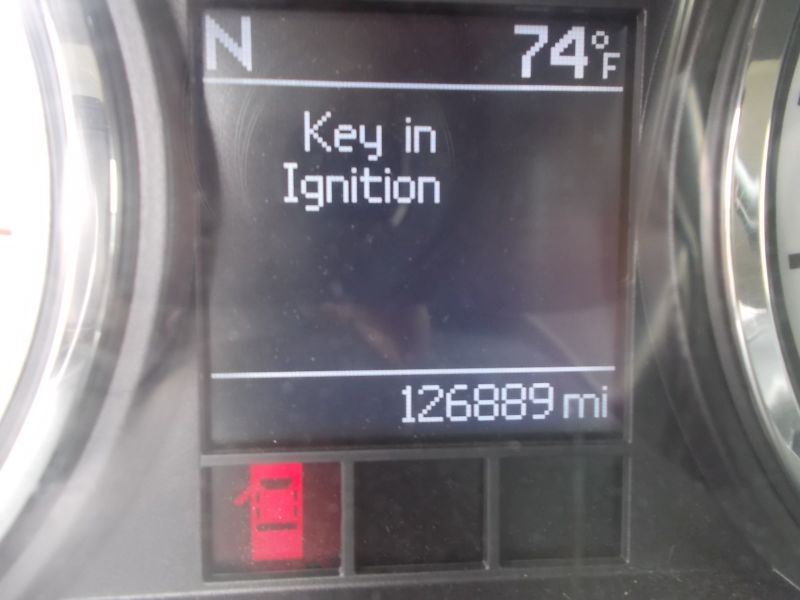 N 74°F
Key in
Ignition
126889 mi